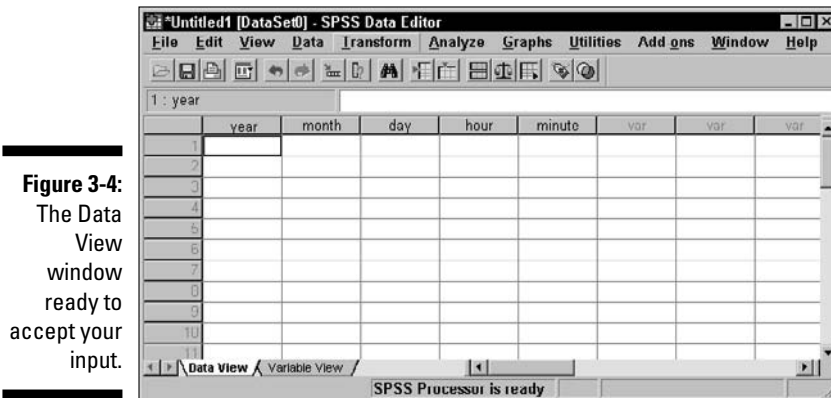 *Untitled1 [DataSet0] - SPSS Data Editor
File Edit View Data Transform Analyze Graphs Utilities Add-ons Window Help
1 : year
year month day hour minute var var var
1
2
3
4
5
6
7
8
9
10
11
Data View Variable View
SPSS Processor is ready
Figure 3-4:
The Data
View
window
ready to
accept your
input.